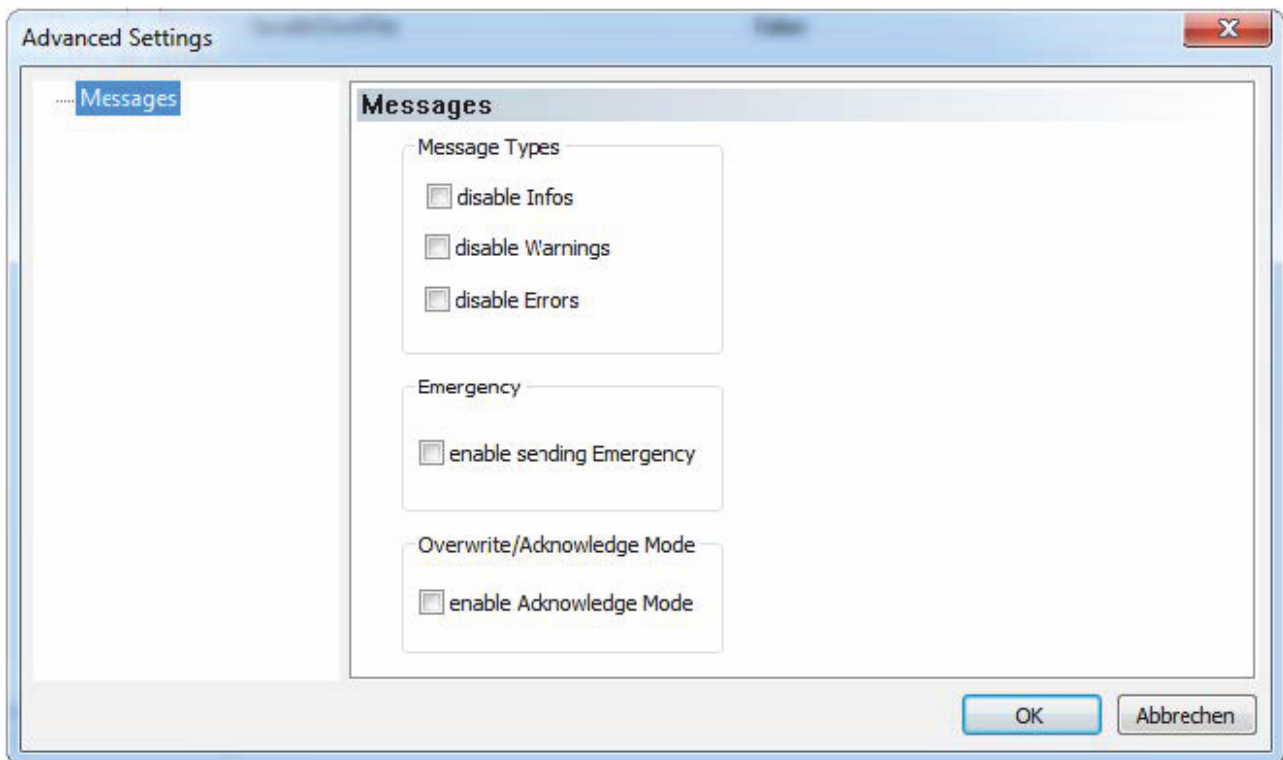 Advanced Settings
Messages
Messages
Message Types
disable Infos
disable Warnings
disable Errors
Emergency
enable sending Emergency
Overwrite/Acknowledge Mode
enable Acknowledge Mode
OK
Abbrechen